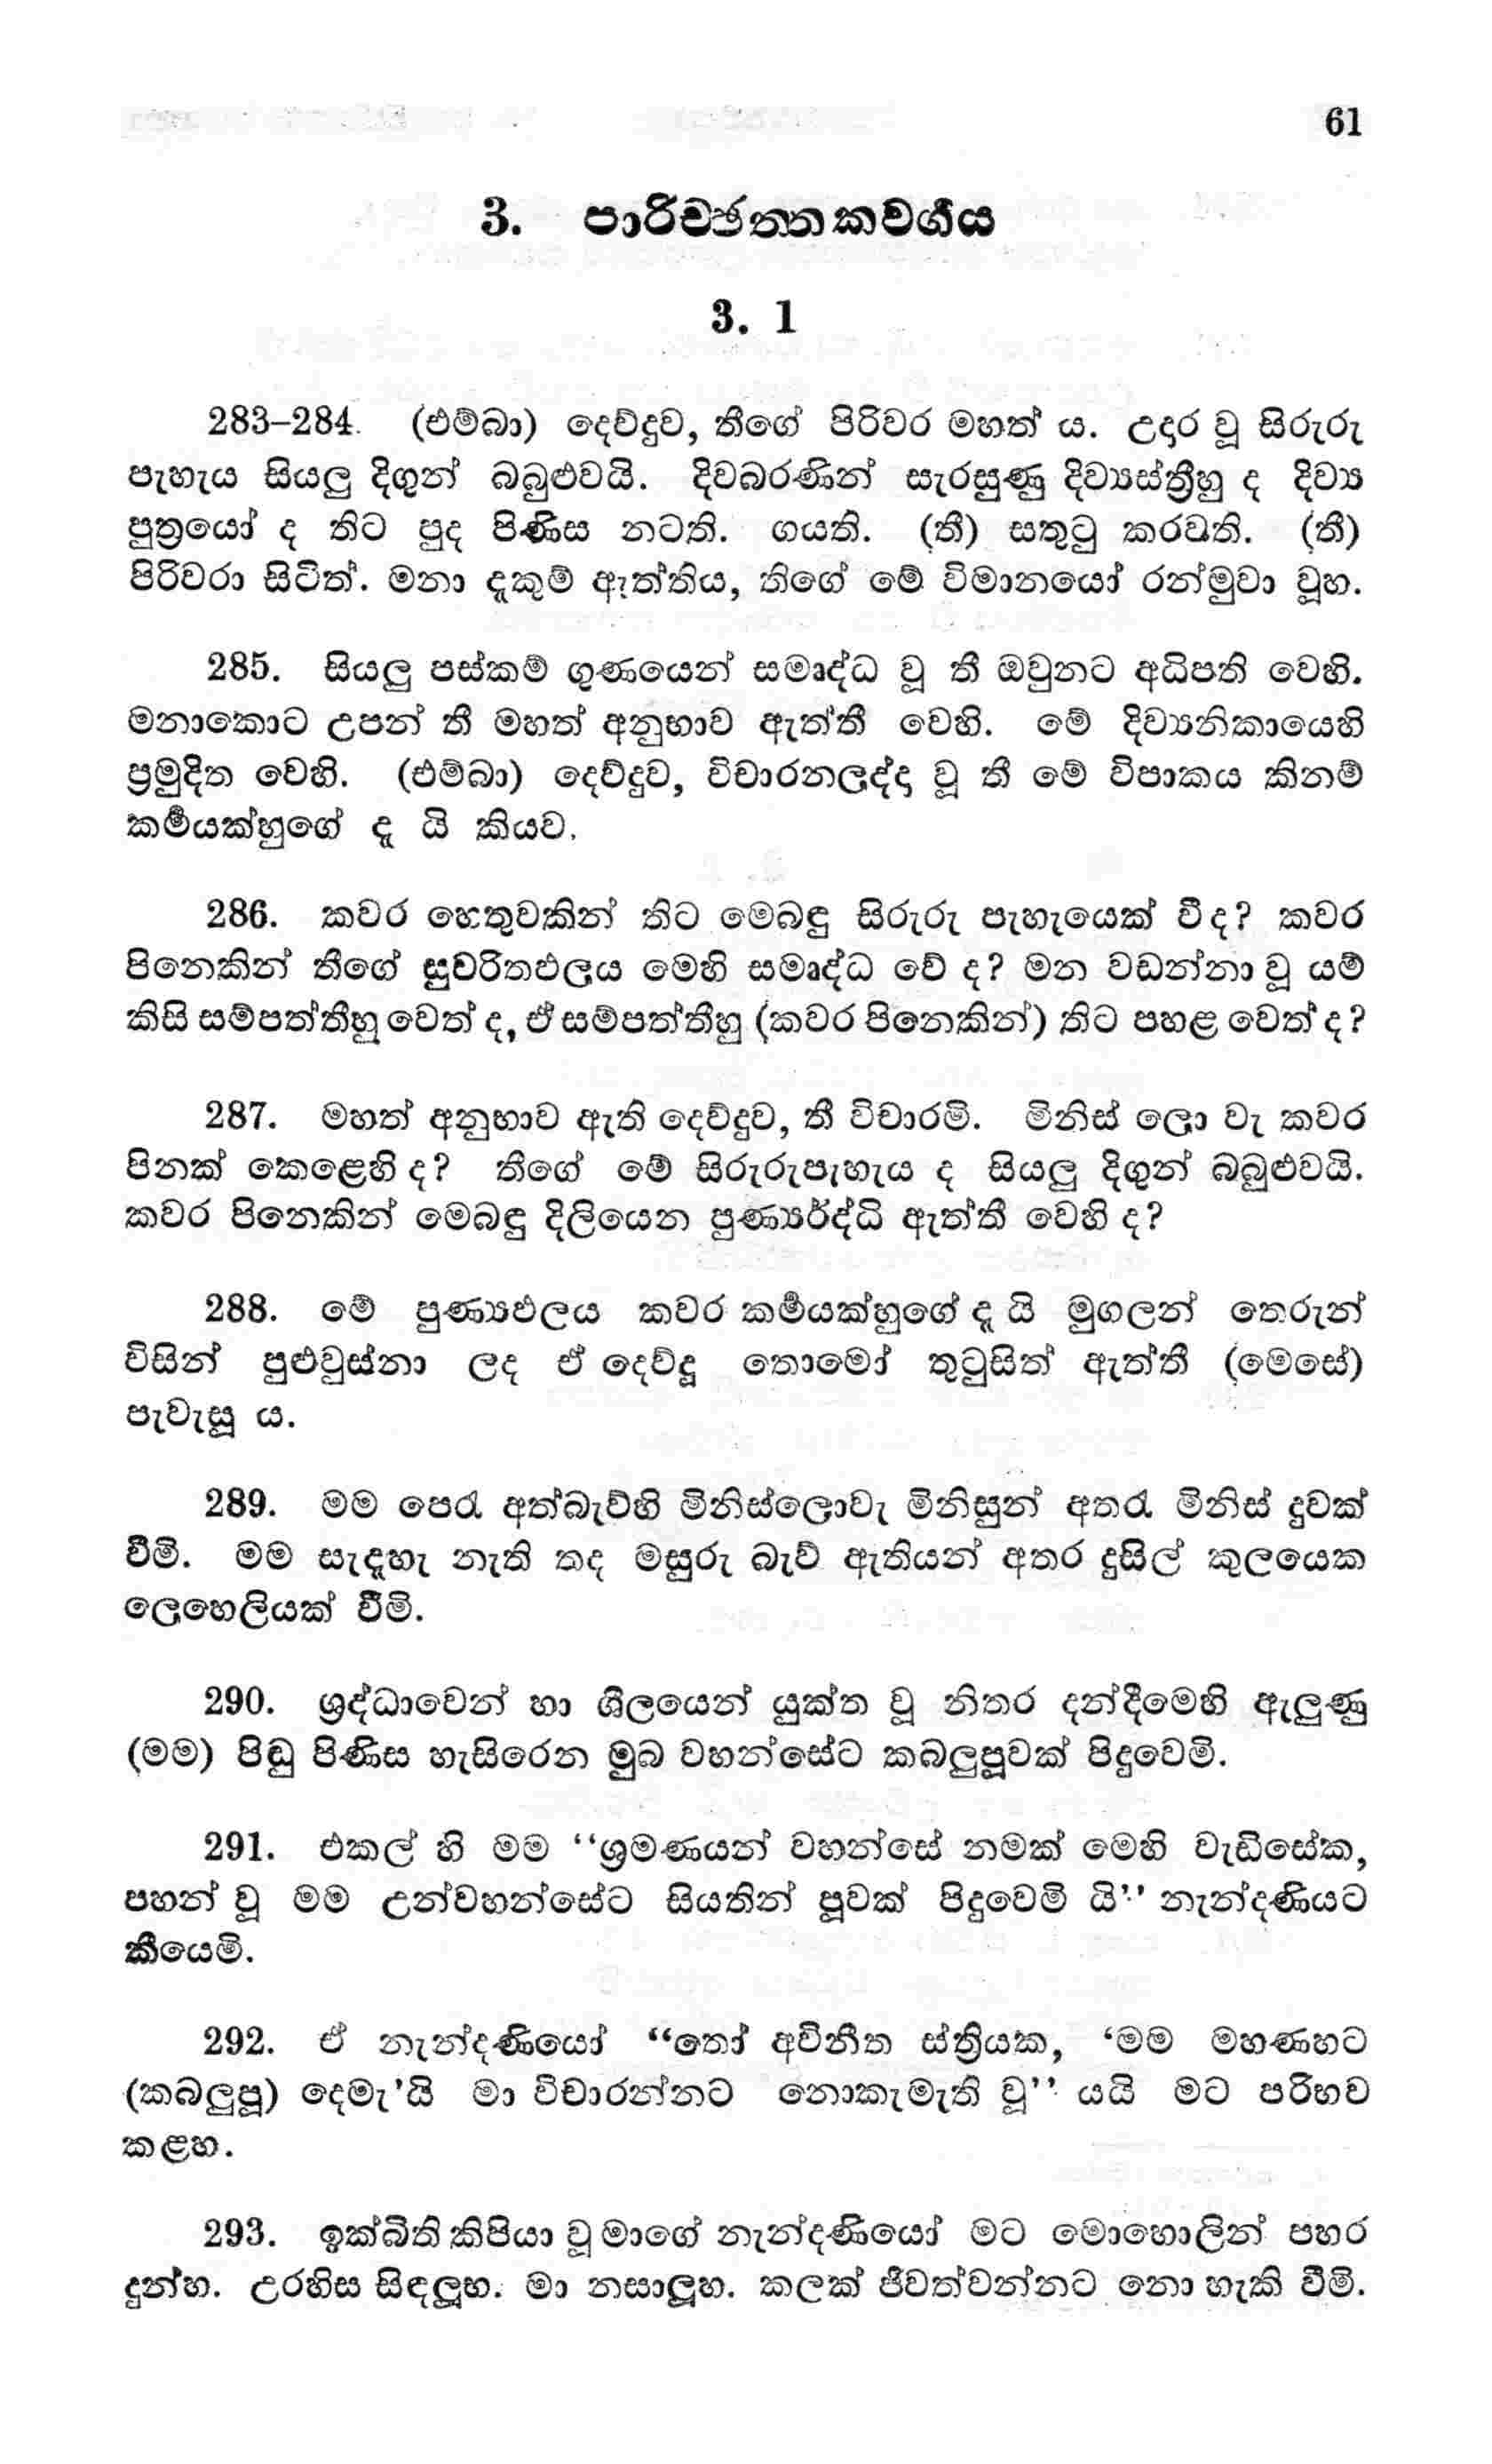 61
3. පාරිච්ඡත්තකවර්ගය
3. 1
283–284. (එම්බා) දෙව්දුව, තීගේ පිරිවර මහත් ය. උදාර වූ සිරුරු
පැහැය සියලු දිගුන් බබුළුවයි. දිවබරණින් සැරසුණු දිව්‍යස්ත්‍රීහු ද දිව්‍ය
පුත්‍රයෝ ද තිට පුද පිණිස නටති. ගයති. (තී) සතුටු කරවති. (තී)
පිරිවරා සිටිත්. මනා දැකුම් ඇත්තිය, තිගේ මේ විමානයෝ රන්මුවා වූහ.
285. සියලු පස්කම් ගුණයෙන් සමෘද්ධ වූ තී ඔවුනට අධිපති වෙහි.
මනාකොට උපන් තී මහත් අනුභාව ඇත්තී වෙහි. මේ දිව්‍යනිකායෙහි
ප්‍රමුදිත වෙහි. (එම්බා) දෙව්දුව, විචාරනලද්දා වූ තී මේ විපාකය කිනම්
කර්මයක්හුගේ දැ යි කියව.
286. කවර හෙතුවකින් තිට මෙබඳු සිරුරු පැහැයෙක් වී ද? කවර
පිනෙකින් තීගේ සුචරිතඵලය මෙහි සමෘද්ධ වේ ද? මන වඩන්නා වූ යම්
කිසි සම්පත්තීහු වෙත් ද, ඒ සම්පත්තීහු (කවර පිනෙකින්) තිට පහළ වෙත් ද?
287. මහත් අනුභාව ඇති දෙව්දුව, තී විචාරමි. මිනිස් ලො වැ කවර
පිනක් කෙළෙහි ද? තීගේ මේ සිරුරුපැහැය ද සියලු දිගුන් බබුළුවයි.
කවර පිනෙකින් මෙබඳු දිලියෙන පුණ්‍යර්ද්ධි ඇත්තී වෙහි ද?
288. මේ පුණ්‍යඵලය කවර කර්මයක්හුගේ දැ යි මුගලන් තෙරුන්
විසින් පුළුවුස්නා ලද ඒ දෙව්දූ තොමෝ තුටුසිත් ඇත්තී (මෙසේ)
පැවැසූ ය.
289. මම පෙරැ අත්බැව්හි මිනිස්ලොවැ මිනිසුන් අතරැ මිනිස් දුවක්
වීමි. මම සැදැහැ නැති තද මසුරු බැව් ඇතියන් අතර දුසිල් කුලයෙක
ලෙහෙලියක් වීමි.
290. ශ්‍රද්ධාවෙන් හා ශීලයෙන් යුක්ත වූ නිතර දන්දීමෙහි ඇලුණු
(මම) පිඬු පිණිස හැසිරෙන මුබ වහන්සේට කබලුපූවක් පිදුවෙමි.
291. එකල් හි මම “ශ්‍රමණයන් වහන්සේ නමක් මෙහි වැඩිසේක,
පහන් වූ මම උන්වහන්සේට සියතින් පූවක් පිදුවෙමි යි” නැන්දණියට
කීයෙමි.
292. ඒ නැන්දණියෝ “තෝ අවිනීත ස්ත්‍රියක, ‘මම මහණහට
(කබලුපූ) දෙමැ’යි මා විචාරන්නට නොකැමැති වූ” යයි මට පරිභව
කළහ.
293. ඉක්බිති කිපියා වූ මාගේ නැන්දණියෝ මට මොහොලින් පහර
දුන්හ. උරහිස සිඳලූහ. මා නසාලූහ. කලක් ජීවත්වන්නට නො හැකි වීමි.